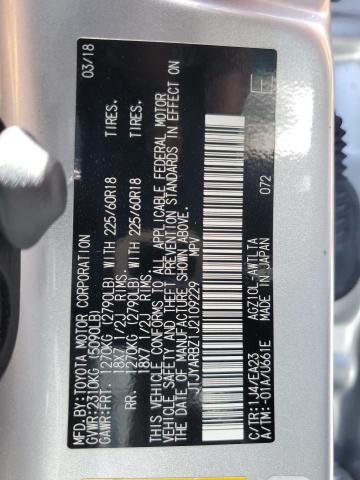 MFD.BY:TOYOTA MOTOR CORPORATION 03/18
GVWR:2310KG (5090LB)
GAWR:FRT. 1270KG (2790LB) WITH 225/60R18 TIRES.
18X7 1/2J RIMS.
RR. 1270KG (2790LB) WITH 225/60R18 TIRES.
18X7 1/2J RIMS.
THIS VEHICLE CONFORMS TO ALL APPLICABLE FEDERAL MOTOR
VEHICLE SAFETY AND THEFT PREVENTION STANDARDS IN EFFECT ON
THE DATE OF MANUFACTURE SHOWN ABOVE.
JTJYARBZ1J2109229 MPV
C/TR:1J4/EA23 AGZ10L-AWTLTA
A/TM:-01A/U661E MADE IN JAPAN 072